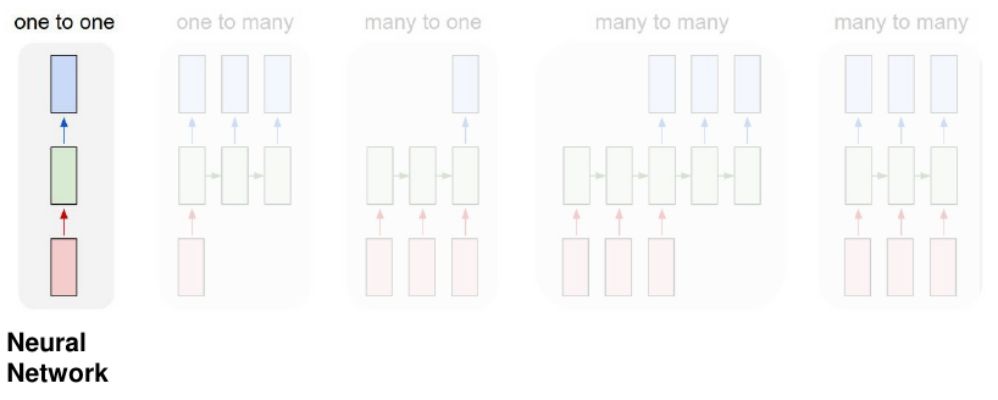 one to one
one to many
many to one
many to many
many to many
Neural
Network